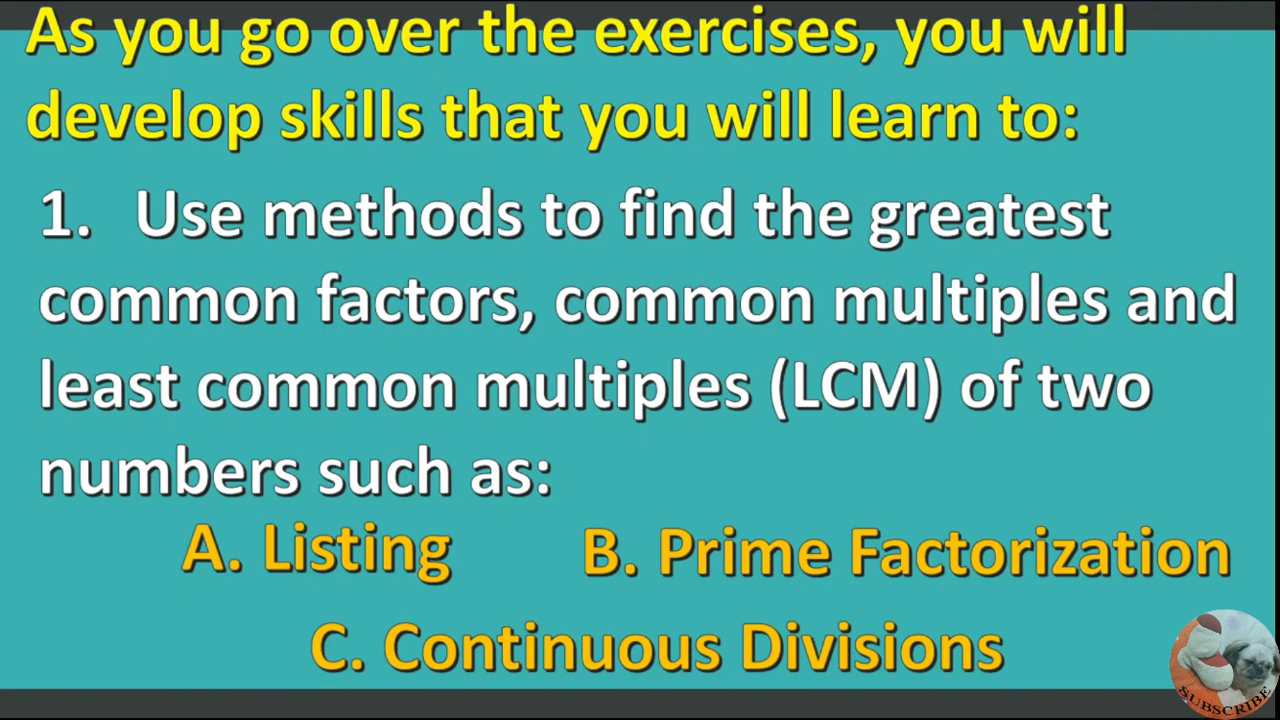 As you go over the exercises, you will
develop skills that you will learn to:
1. Use methods to find the greatest
common factors, common multiples and
least common multiples (LCM) of two
numbers such as:
A. Listing B. Prime Factorization
C. Continuous Divisions
SUBSCRIBE